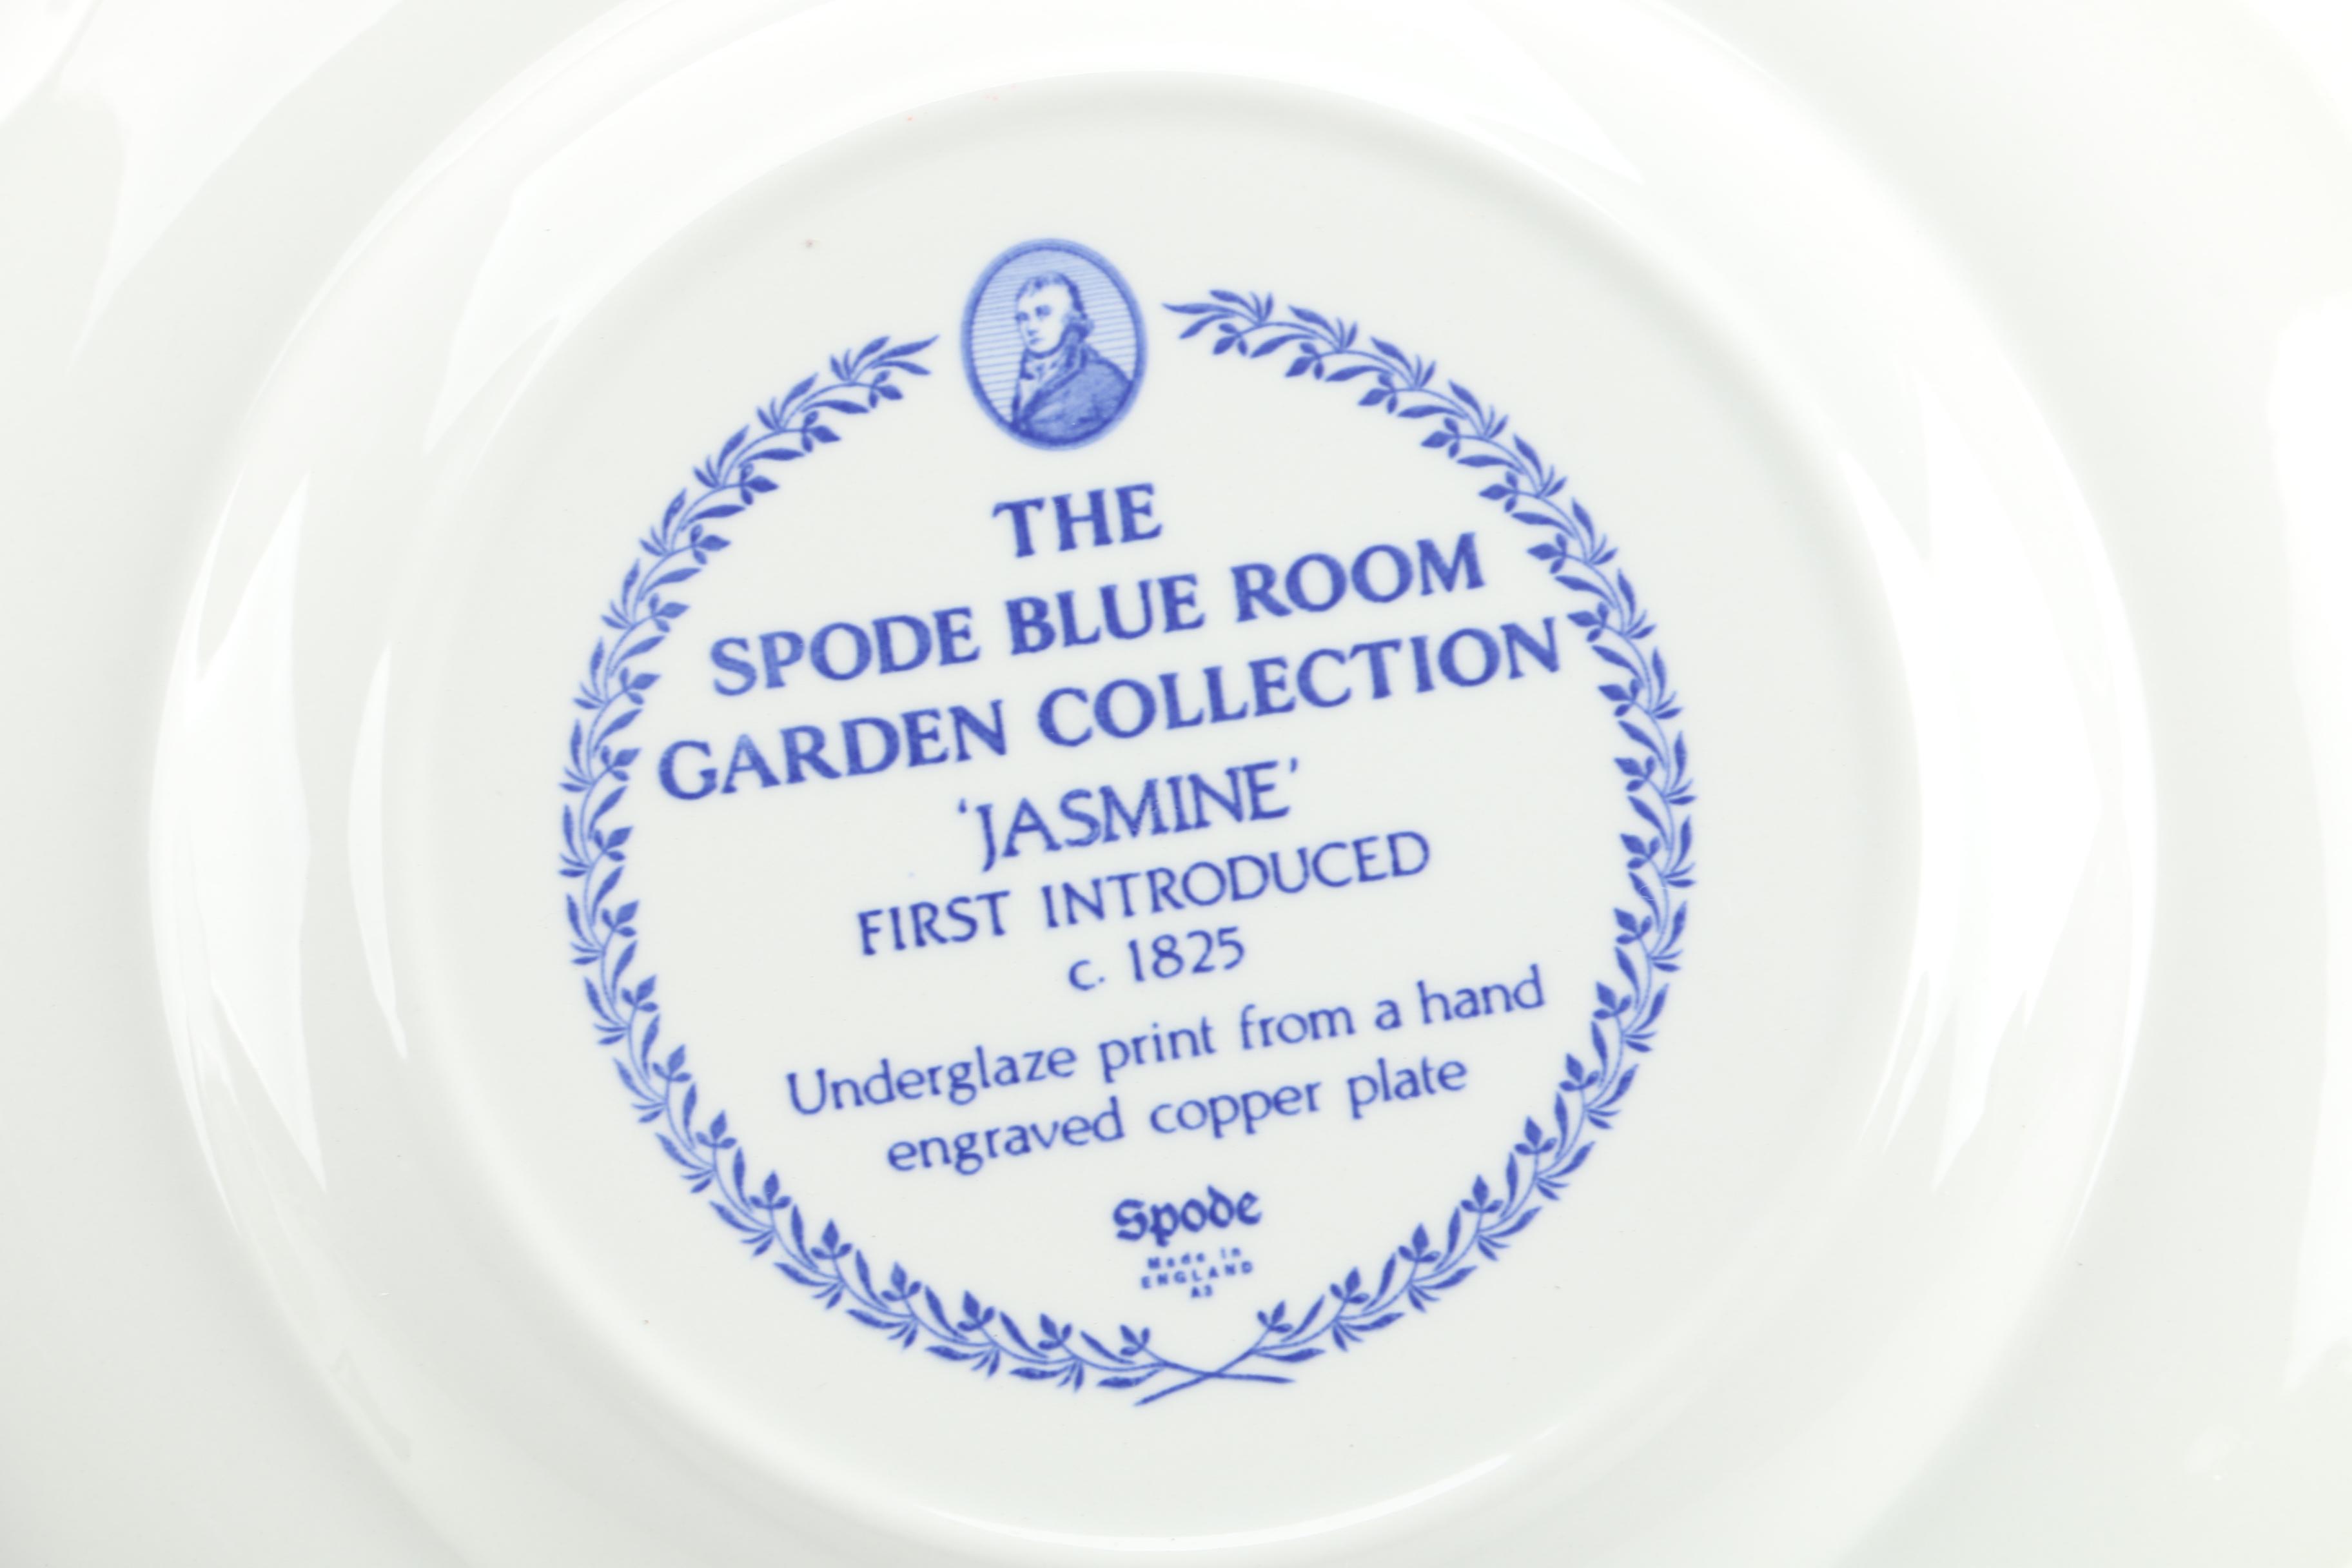 THE
SPODE BLUE ROOM
GARDEN COLLECTION
‘JASMINE’
FIRST INTRODUCED
c. 1825
Underglaze print from a hand
engraved copper plate
Spode
Made in
ENGLAND
A3